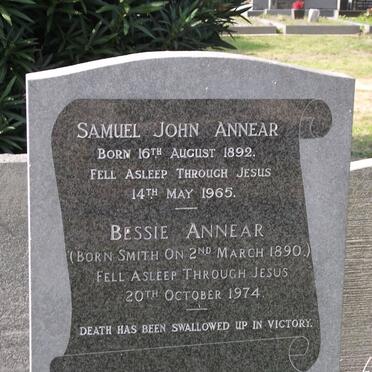 Samuel John Annear
Born 16th August 1892.
Fell Asleep Through Jesus
14th May 1965.
Bessie Annear
(Born Smith On 2nd March 1890.)
Fell Asleep Through Jesus
20th October 1974.
DEATH HAS BEEN SWALLOWED UP IN VICTORY.